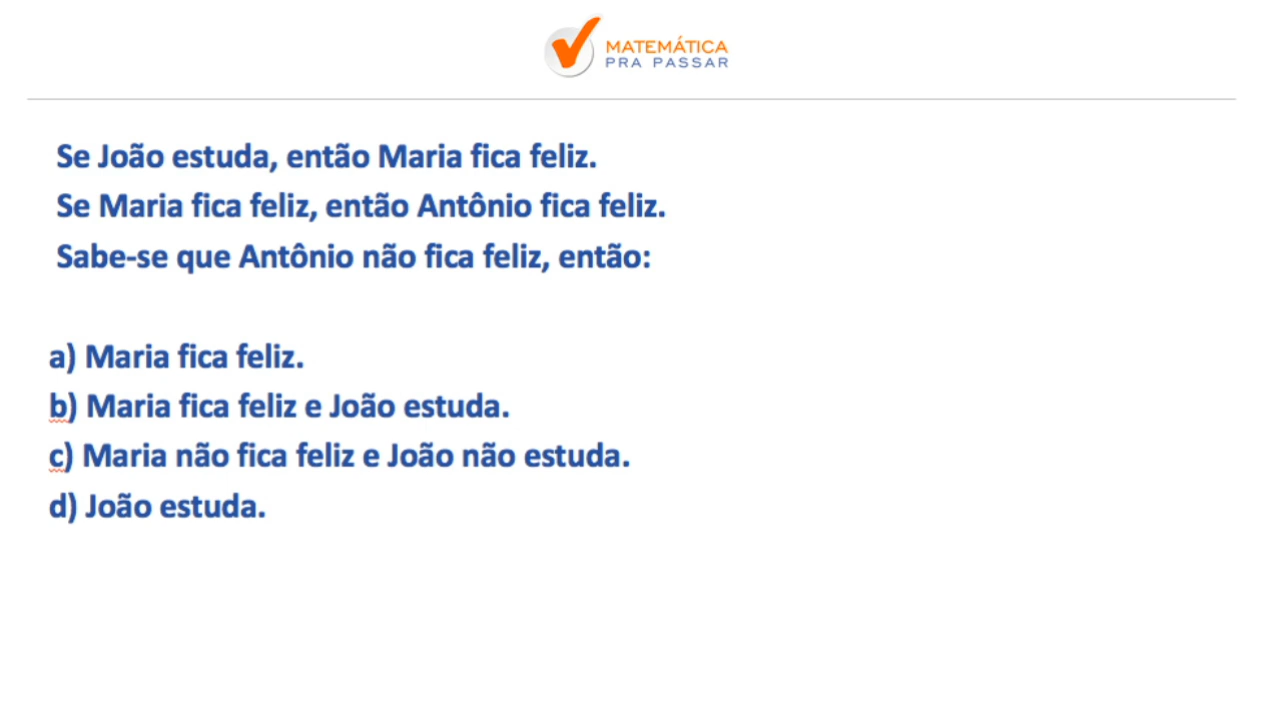 MATEMÁTICA
PRA PASSAR
Se João estuda, então Maria fica feliz.
Se Maria fica feliz, então Antônio fica feliz.
Sabe-se que Antônio não fica feliz, então:
a) Maria fica feliz.
b) Maria fica feliz e João estuda.
c) Maria não fica feliz e João não estuda.
d) João estuda.